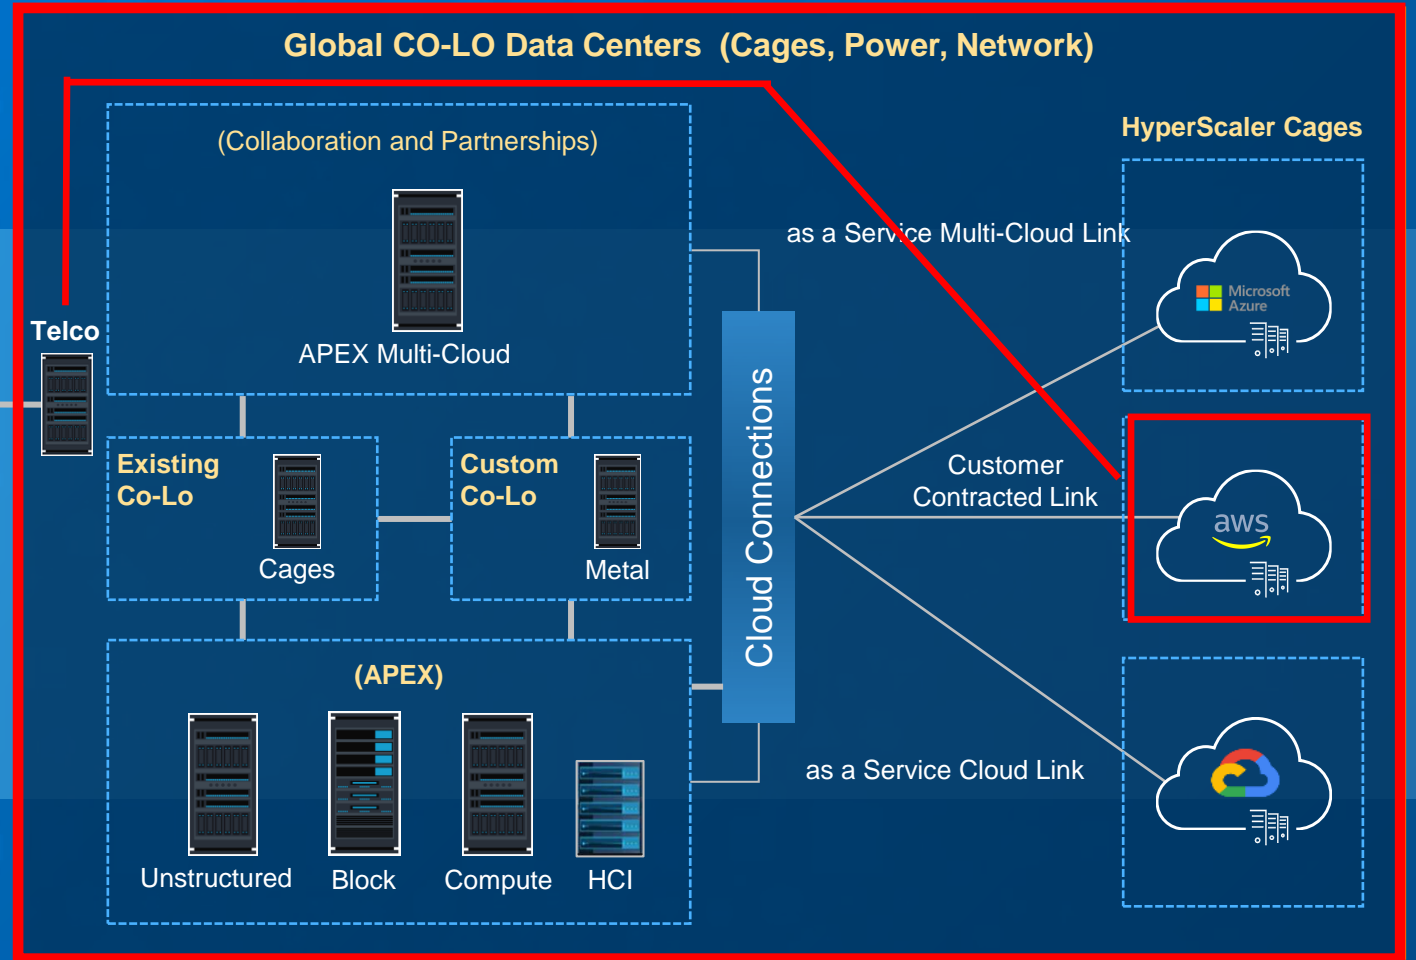 Global CO-LO Data Centers (Cages, Power, Network)
(Collaboration and Partnerships)
HyperScaler Cages
as a Service Multi-Cloud Link
Microsoft
Azure
Telco
APEX Multi-Cloud
Cloud Connections
Existing
Co-Lo
Cages
Custom
Co-Lo
Metal
Customer
Contracted Link
aws
(APEX)
as a Service Cloud Link
Unstructured
Block
Compute
HCI